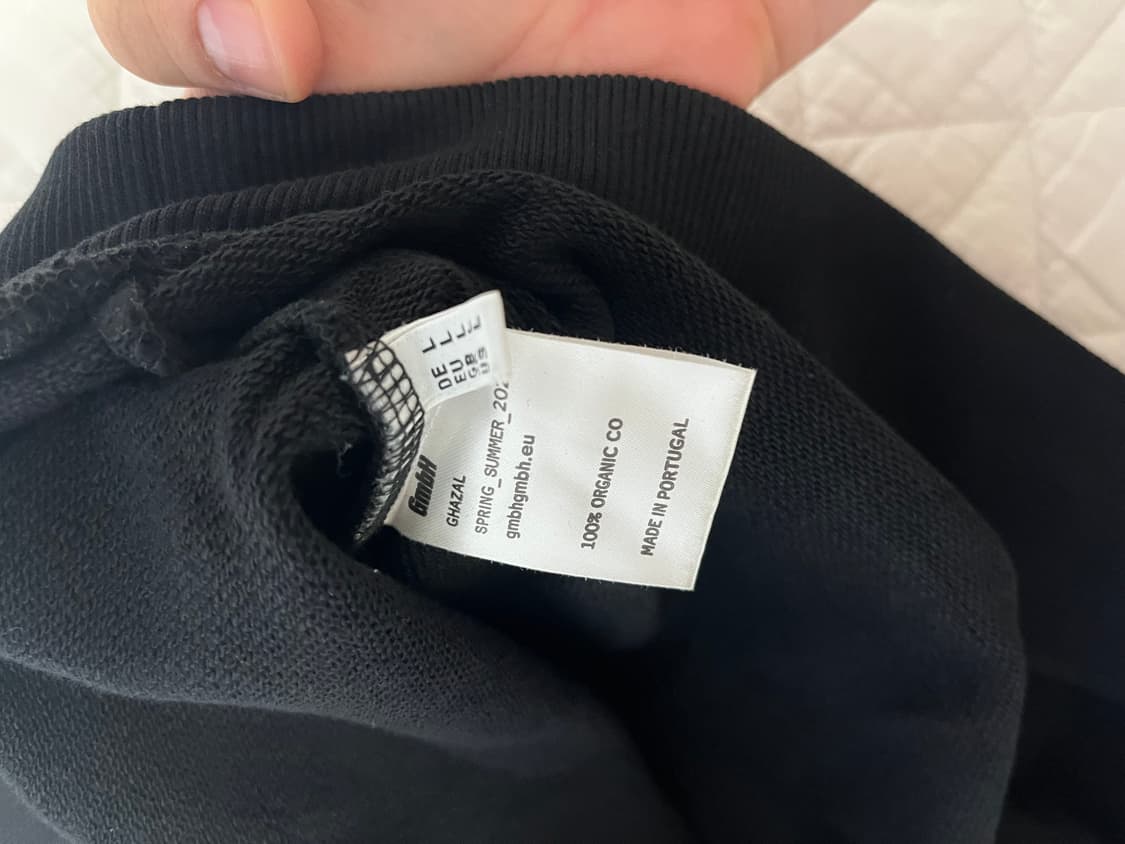 DE L
EU L
GB L
US L
GmbH
GHAZAL
SPRING_SUMMER_202
gmbhgmbh.eu
100% ORGANIC CO
MADE IN PORTUGAL